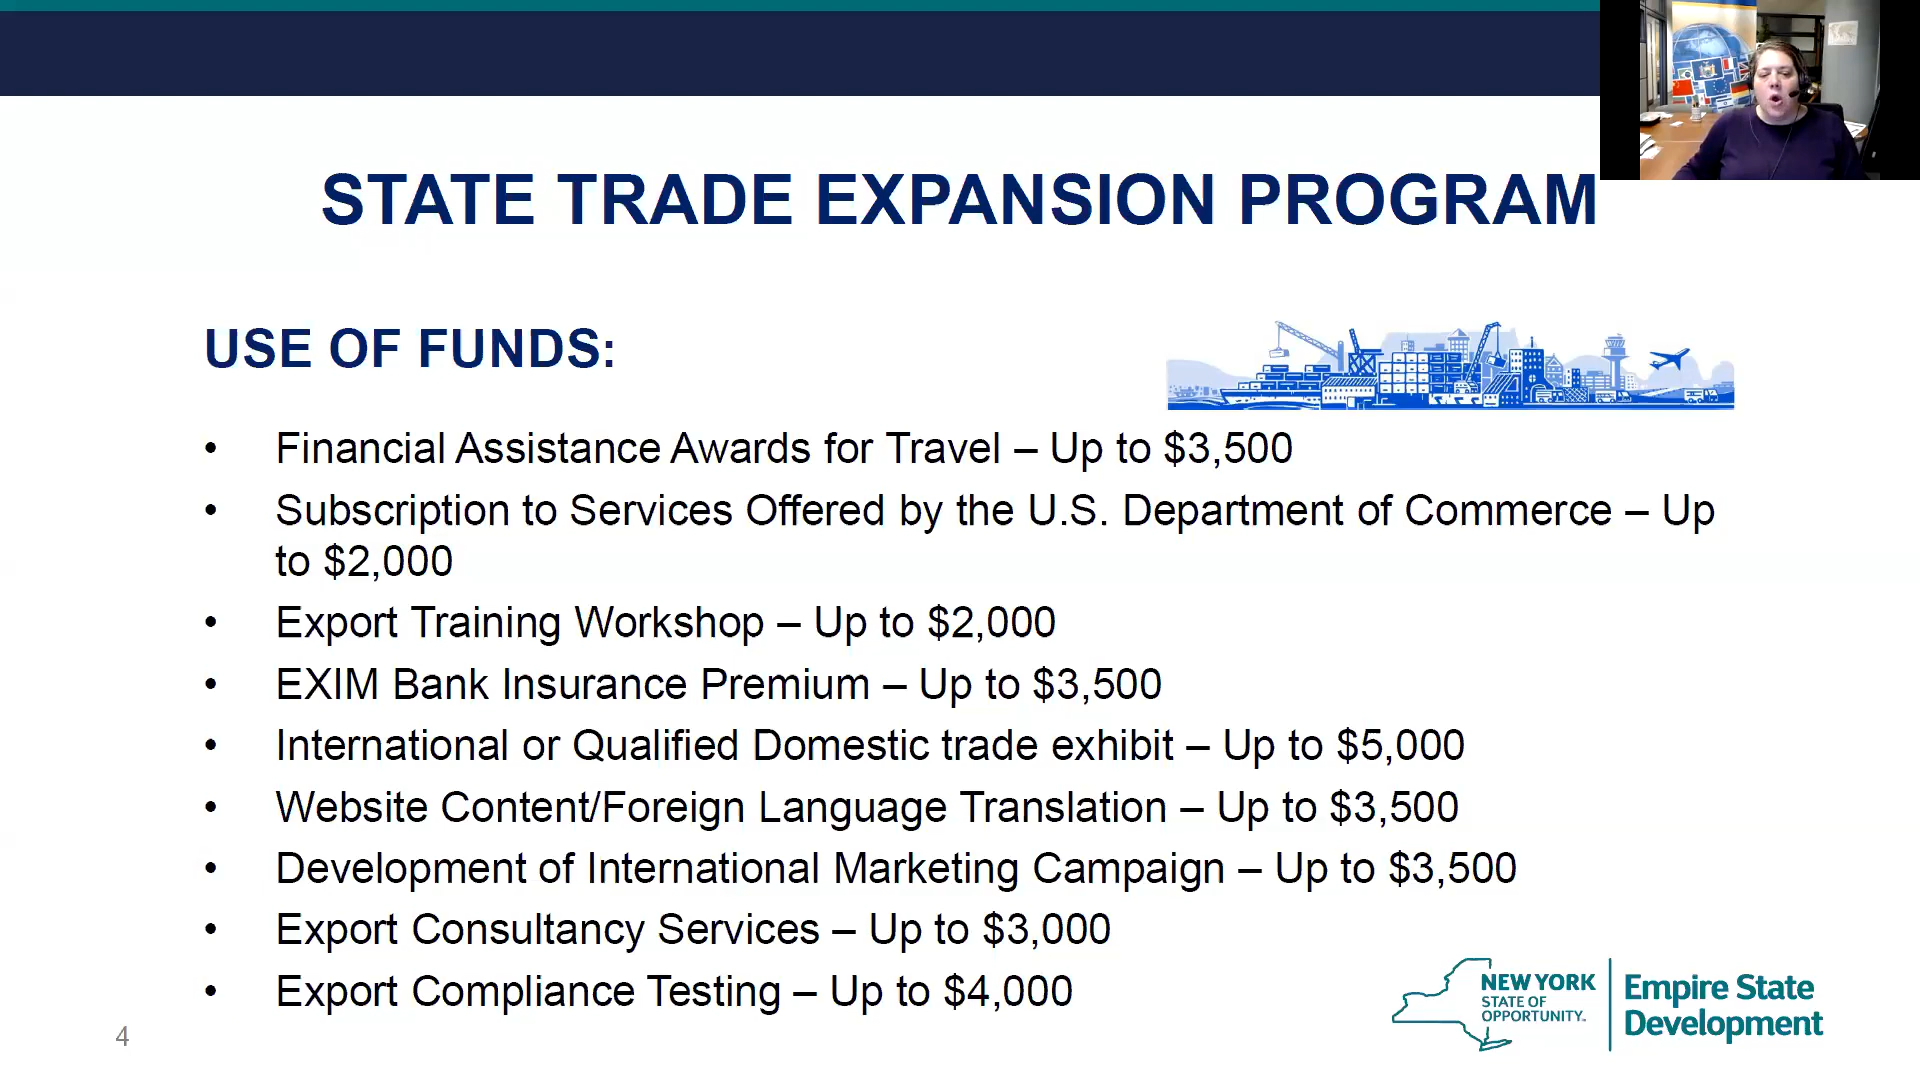 STATE TRADE EXPANSION PROGRAM
USE OF FUNDS:
• Financial Assistance Awards for Travel – Up to $3,500
• Subscription to Services Offered by the U.S. Department of Commerce – Up
to $2,000
• Export Training Workshop – Up to $2,000
• EXIM Bank Insurance Premium – Up to $3,500
• International or Qualified Domestic trade exhibit – Up to $5,000
• Website Content/Foreign Language Translation – Up to $3,500
• Development of International Marketing Campaign – Up to $3,500
• Export Consultancy Services – Up to $3,000
• Export Compliance Testing – Up to $4,000
4
NEW YORK
STATE OF
OPPORTUNITY.
Empire State
Development